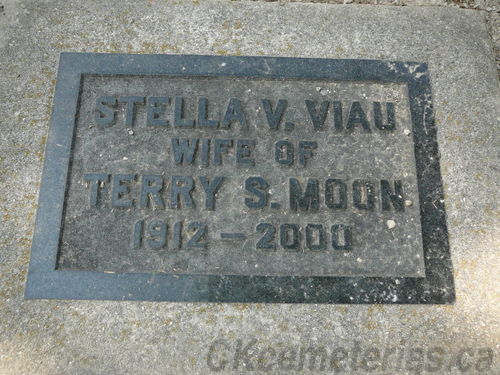 STELLA V. VIAU
WIFE OF
TERRY S. MOON
1912 – 2000
CKcemeteries.ca